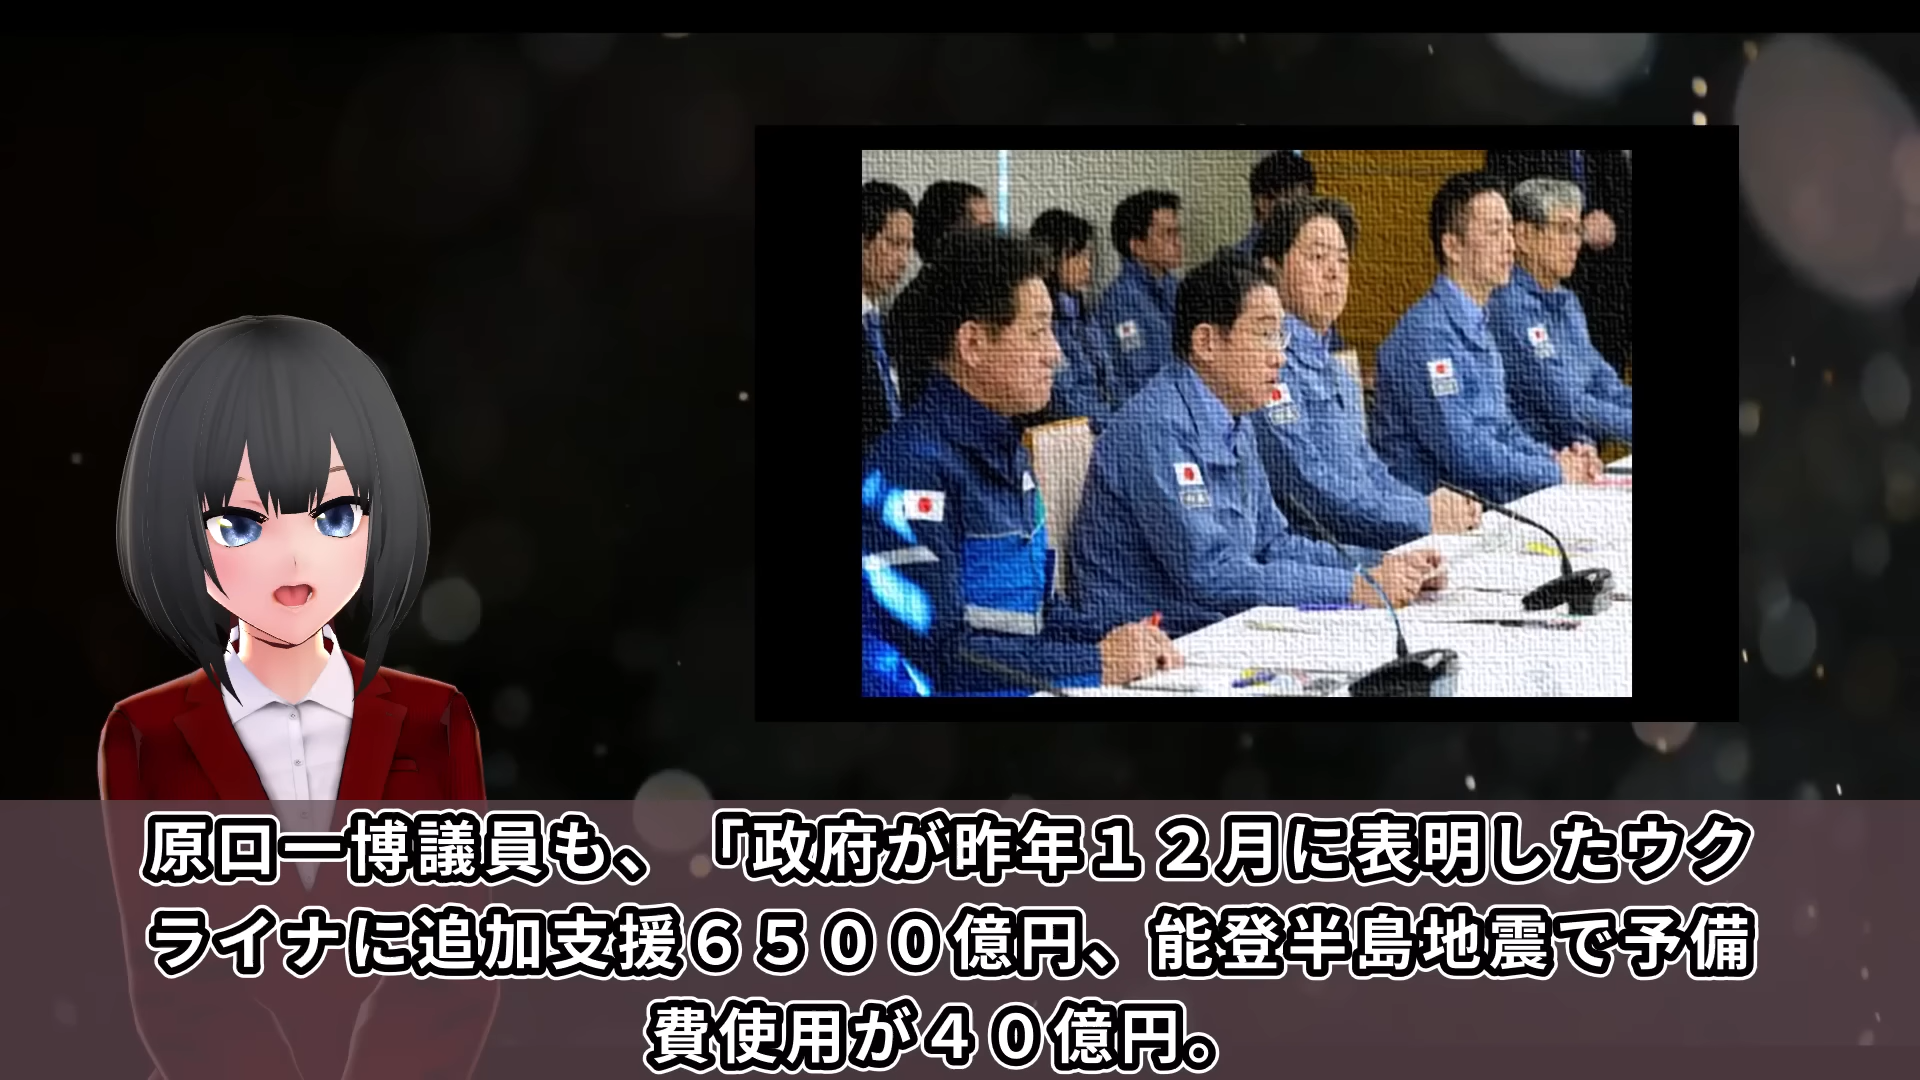 原口一博議員も、「政府が昨年１２月に表明したウク
ライナに追加支援６５００億円、能登半島地震で予備
費使用が４０億円。